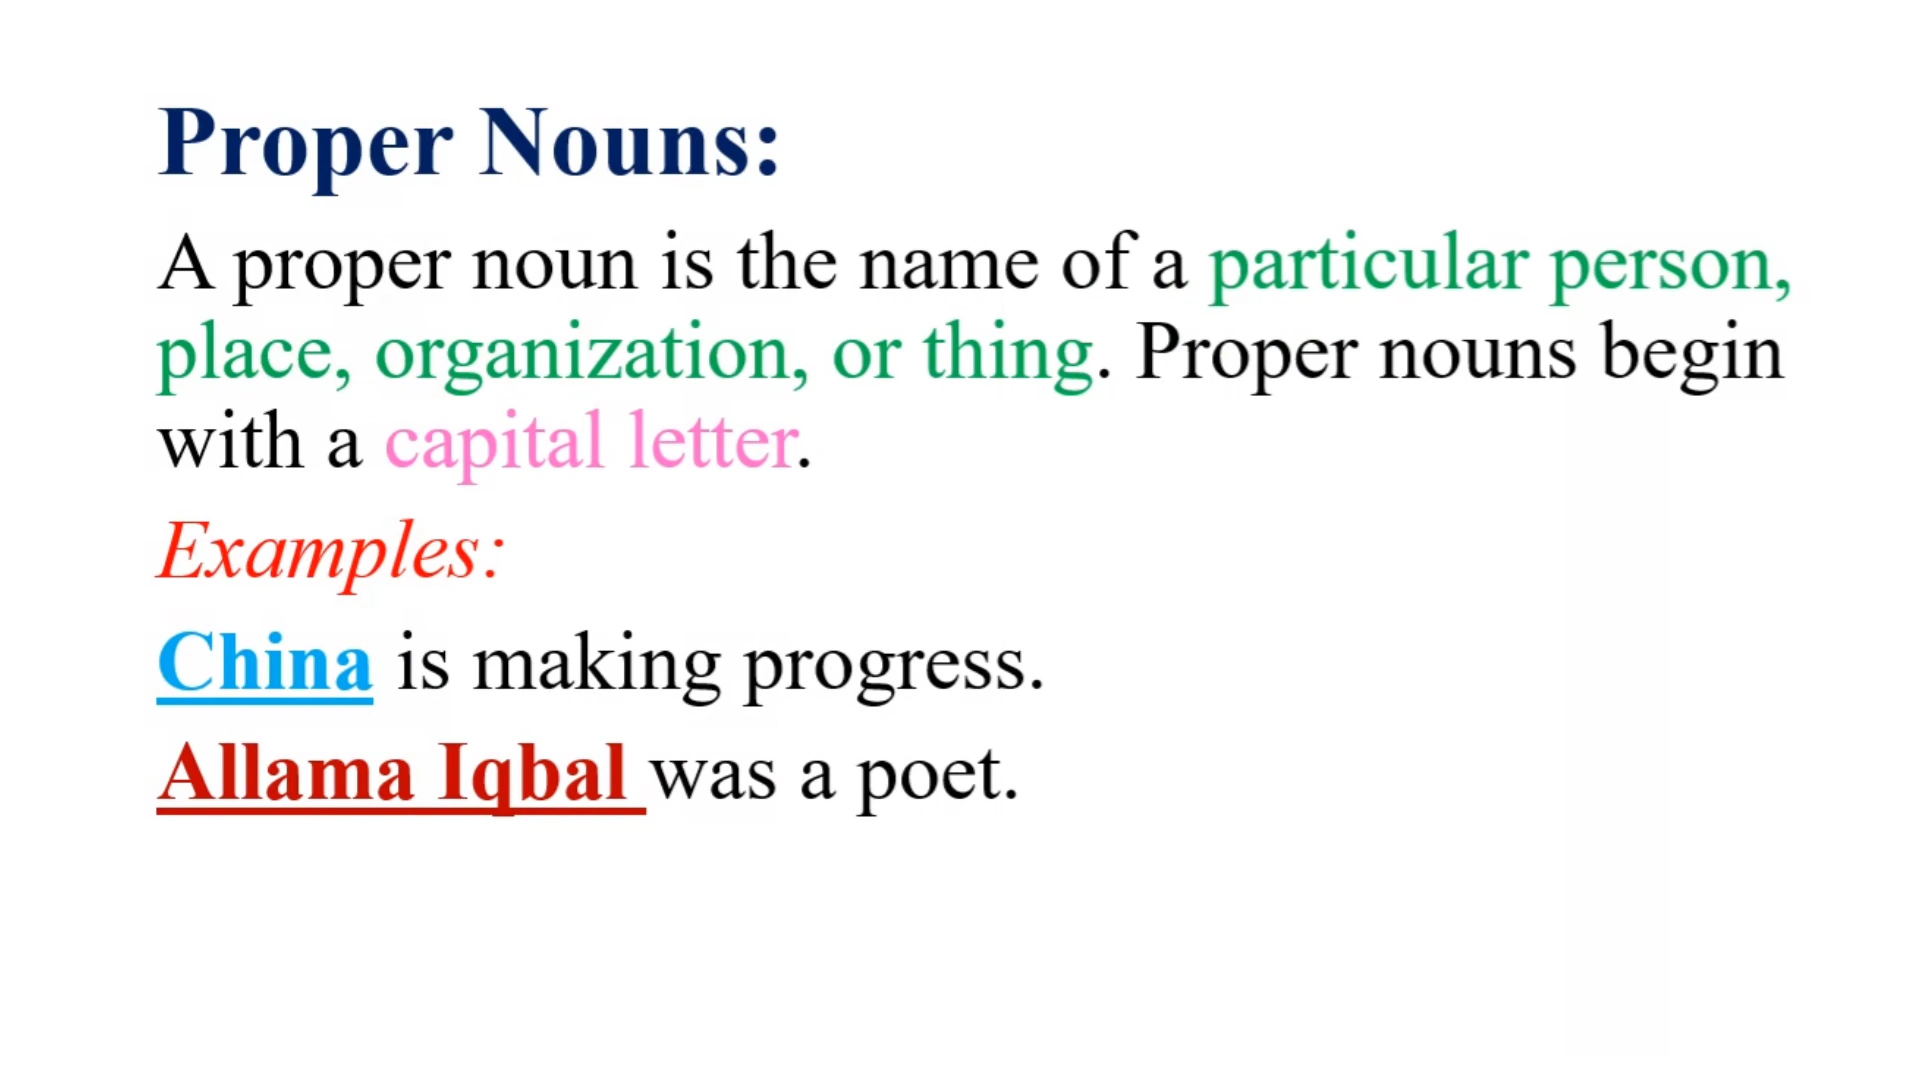 Proper Nouns:
A proper noun is the name of a particular person,
place, organization, or thing. Proper nouns begin
with a capital letter.
Examples:
China is making progress.
Allama Iqbal was a poet.